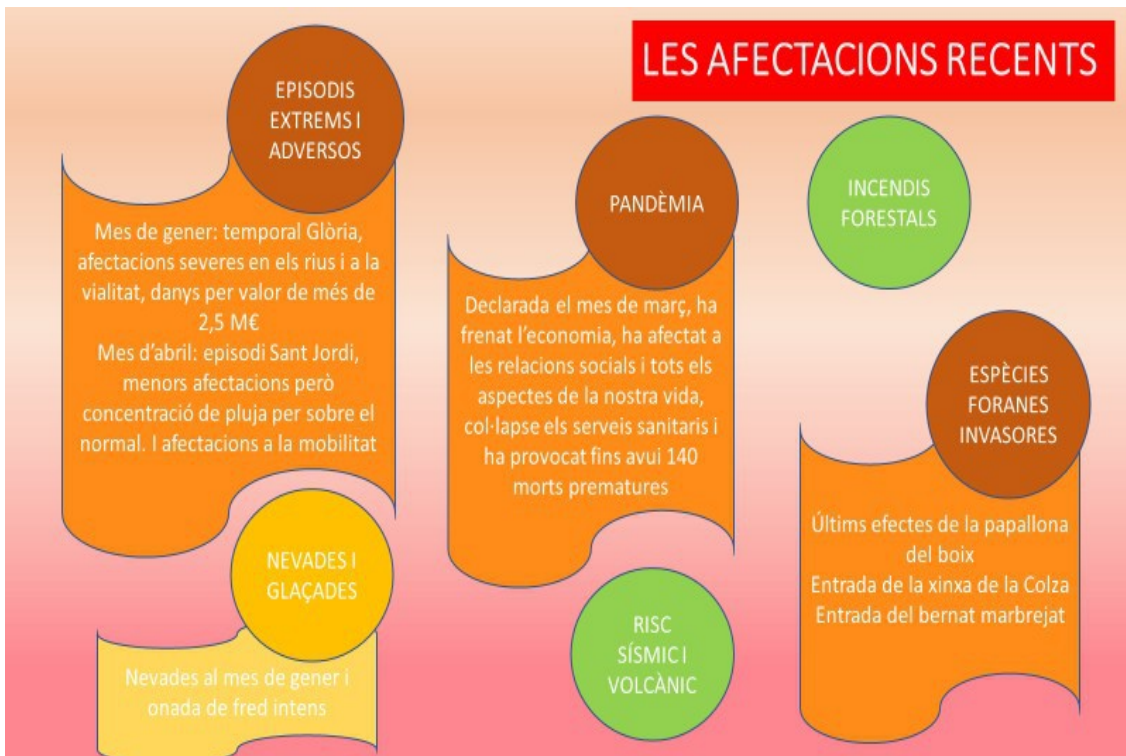 LES AFECTACIONS RECENTS
EPISODIS
EXTREMS I
ADVERSOS
Mes de gener: temporal Glòria,
afectacions severes en els rius i a la
vialitat, danys per valor de més de
2,5 M€
Mes d'abril: episodi Sant Jordi,
menors afectacions però
concentració de pluja per sobre el
normal. I afectacions a la mobilitat
NEVADES I
GLAÇADES
Nevades al mes de gener i
onada de fred intens
PANDÈMIA
Declarada el mes de març, ha
frenat l'economia, ha afectat a
les relacions socials i tots els
aspectes de la nostra vida,
col·lapse els serveis sanitaris i
ha provocat fins avui 140
morts prematures
RISC
SÍSMIC I
VOLCÀNIC
INCENDIS
FORESTALS
ESPÈCIES
FORANES
INVASORES
Últims efectes de la papallona
del boix
Entrada de la xinxa de la Colza
Entrada del bernat marbrejat